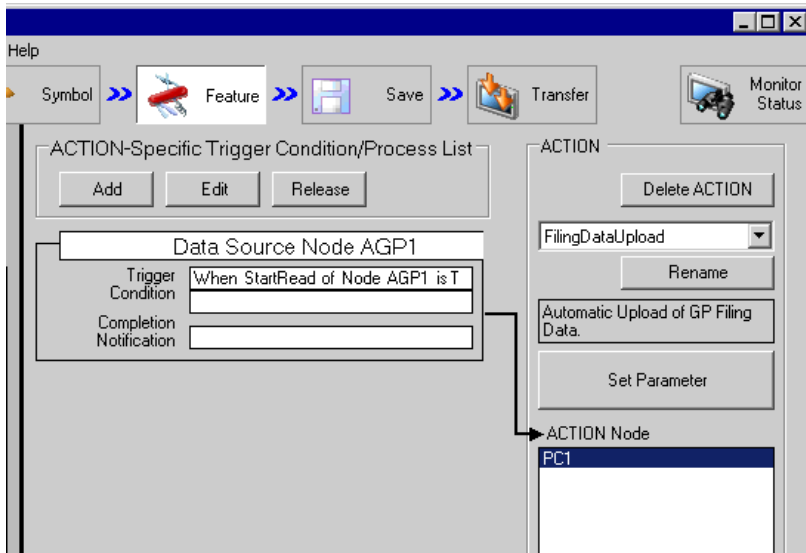 Help
Symbol
Feature
Save
Transfer
Monitor
Status
ACTION-Specific Trigger Condition/Process List
Add
Edit
Release
Data Source Node AGP1
Trigger
Condition
When StartRead of Node AGP1 is T
Completion
Notification
ACTION
Delete ACTION
FilingDataUpload
Rename
Automatic Upload of GP Filing
Data.
Set Parameter
ACTION Node
PC1